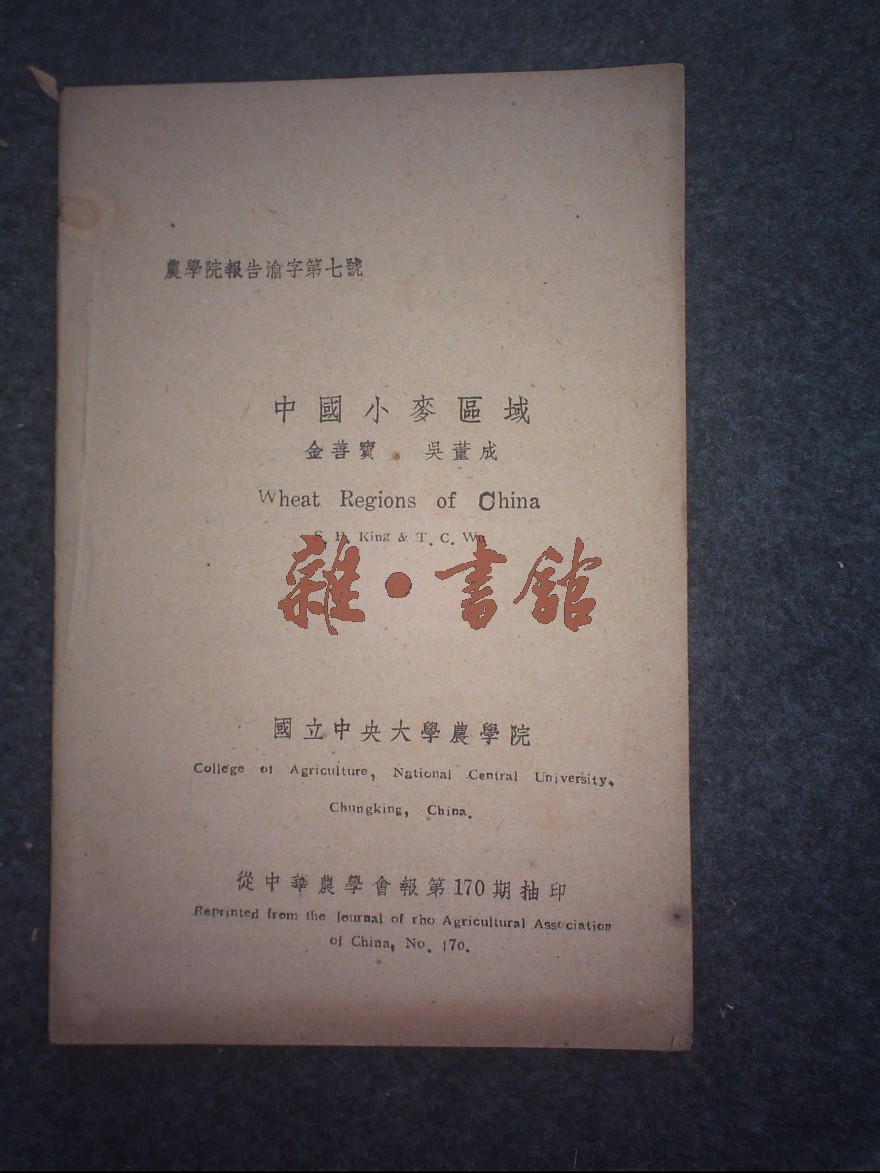 農學院報告渝字第七號
中國小麥區域
金善寶 吳董成
Wheat Regions of China
S. P. King & T. C. Wu
雜·書館
國立中央大學農學院
College of Agriculture, National Central University,
Chungking, China.
從中華農學會報第170期抽印
Reprinted from the Journal of rho Agricultural Association
of China, No. 170.